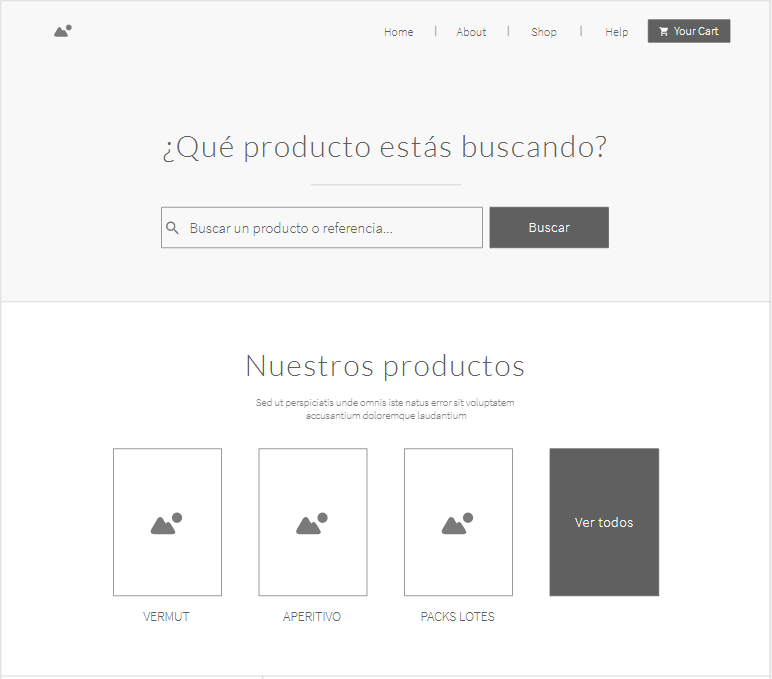 Home | About | Shop | Help Your Cart
¿Qué producto estás buscando?
Buscar un producto o referencia... Buscar
Nuestros productos
Sed ut perspiciatis unde omnis iste natus error sit voluptatem
accusantium doloremque laudantium
Ver todos
VERMUT APERITIVO PACKS LOTES